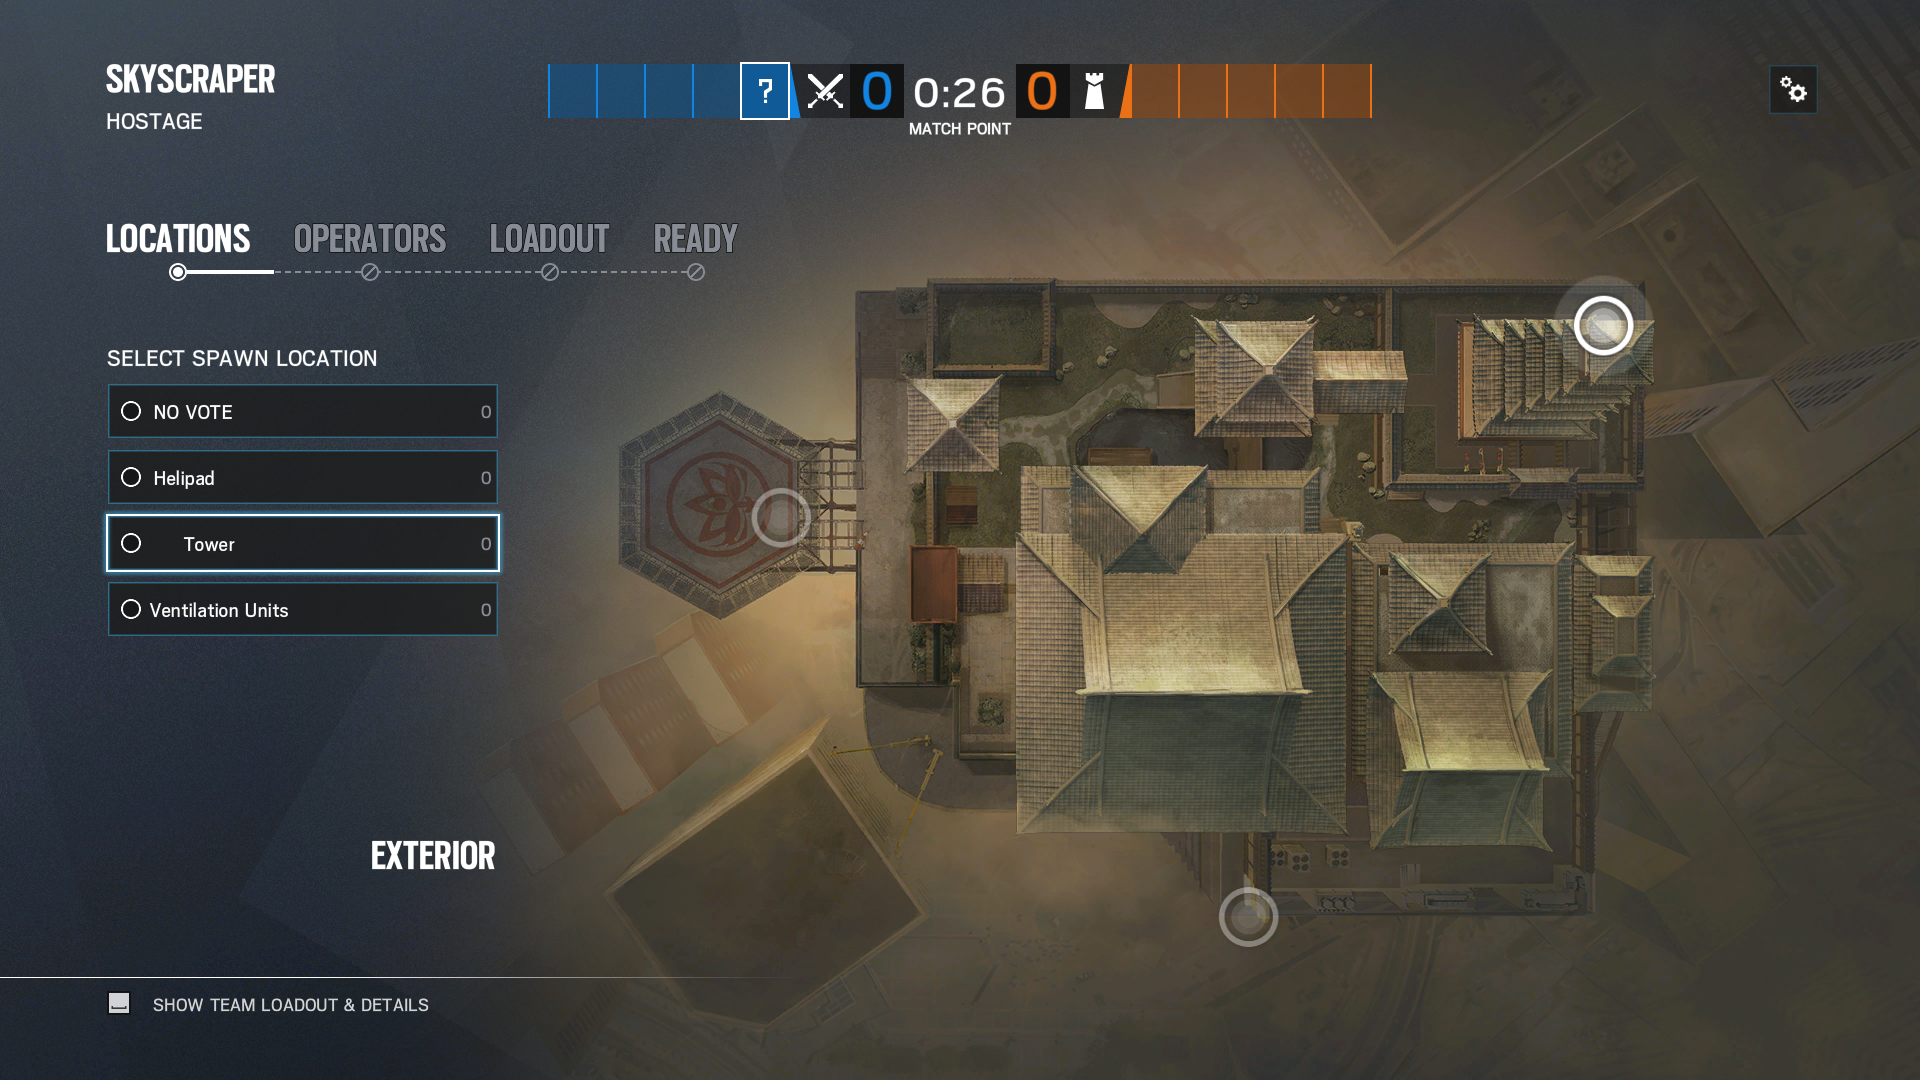 SKYSCRAPER
HOSTAGE
?
0
0:26
0
MATCH POINT
LOCATIONS
OPERATORS
LOADOUT
READY
SELECT SPAWN LOCATION
NO VOTE 0
Helipad 0
Tower 0
Ventilation Units 0
EXTERIOR
SHOW TEAM LOADOUT & DETAILS